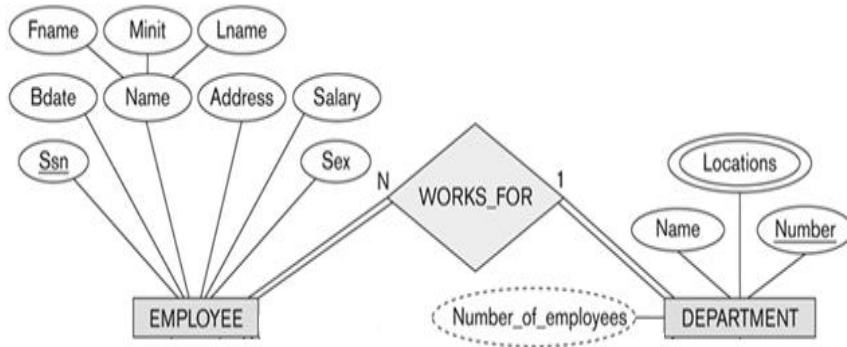 Fname Minit Lname
Bdate Name Address Salary
Ssn Sex
N WORKS_FOR 1
Locations
Name Number
EMPLOYEE Number_of_employees DEPARTMENT